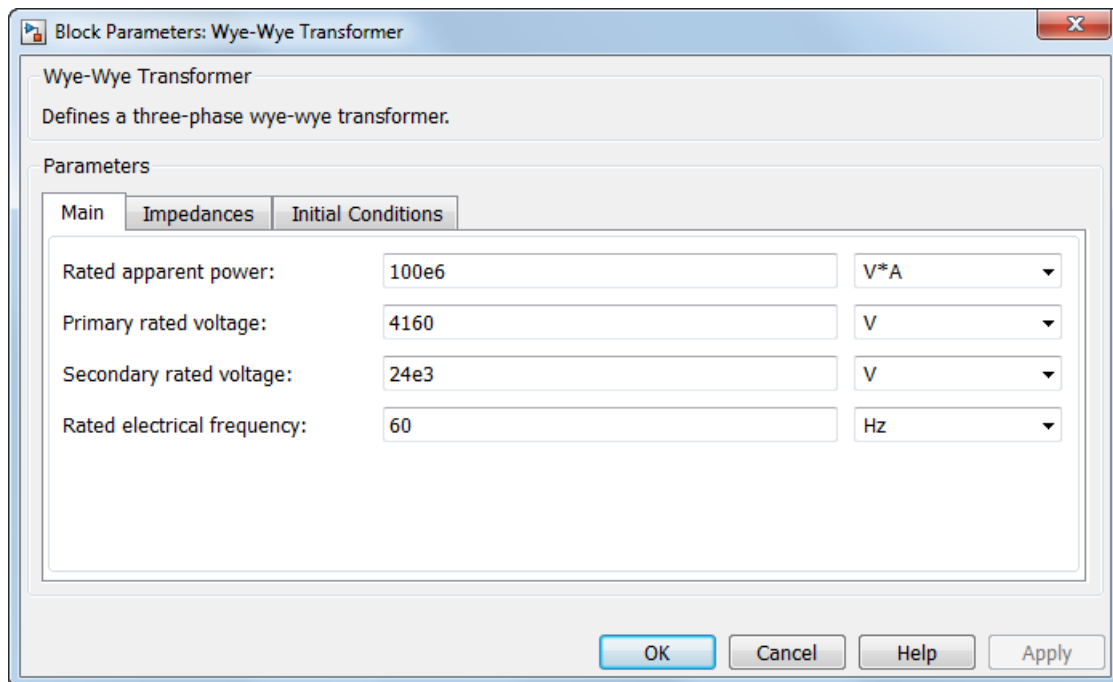 Block Parameters: Wye-Wye Transformer
Wye-Wye Transformer
Defines a three-phase wye-wye transformer.
Parameters
Main Impedances Initial Conditions
Rated apparent power: 100e6 V*A
Primary rated voltage: 4160 V
Secondary rated voltage: 24e3 V
Rated electrical frequency: 60 Hz
OK Cancel Help Apply